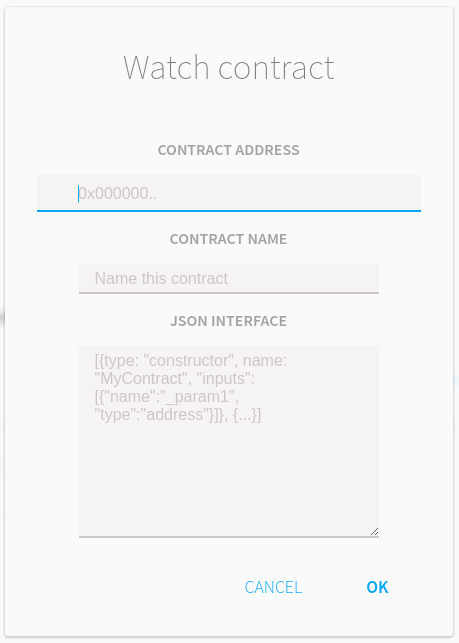 Watch contract
CONTRACT ADDRESS
0x000000..
CONTRACT NAME
Name this contract
JSON INTERFACE
[{type: "constructor", name:
"MyContract", "inputs":
[{"name":"_param1",
"type":"address"}]}, {...}]
CANCEL OK